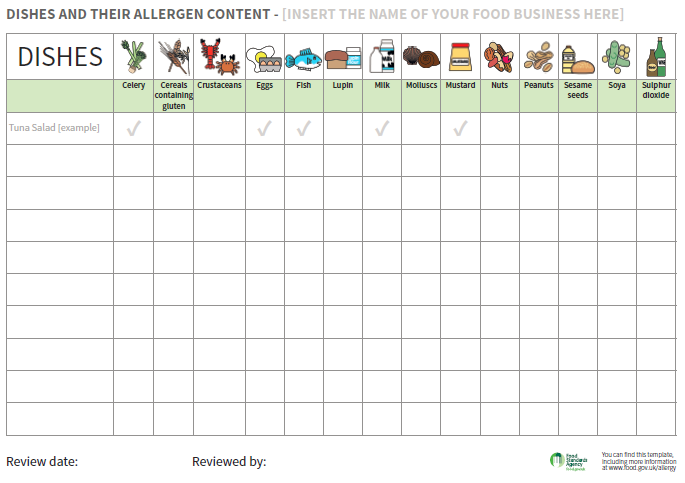 DISHES AND THEIR ALLERGEN CONTENT - [INSERT THE NAME OF YOUR FOOD BUSINESS HERE]
DISHES
Celery
Cereals containing gluten
Crustaceans
Eggs
Fish
Lupin
Milk
Molluscs
Mustard
Nuts
Peanuts
Sesame seeds
Soya
Sulphur dioxide
Tuna Salad [example]
Review date:
Reviewed by:
Food
Standards
Agency
You can find this template,
including more information
at www.food.gov.uk/allergy